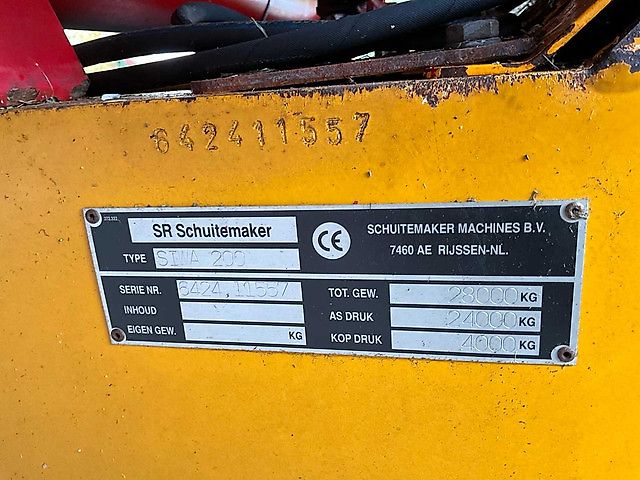 642411557
SR Schuitemaker
CE
SCHUITEMAKER MACHINES B.V.
7460 AE RIJSSEN-NL.
TYPE SIWA 200
SERIE NR. 6424.11557
INHOUD
EIGEN GEW. KG
TOT. GEW. 28000 KG
AS DRUK 24000 KG
KOP DRUK 4000 KG